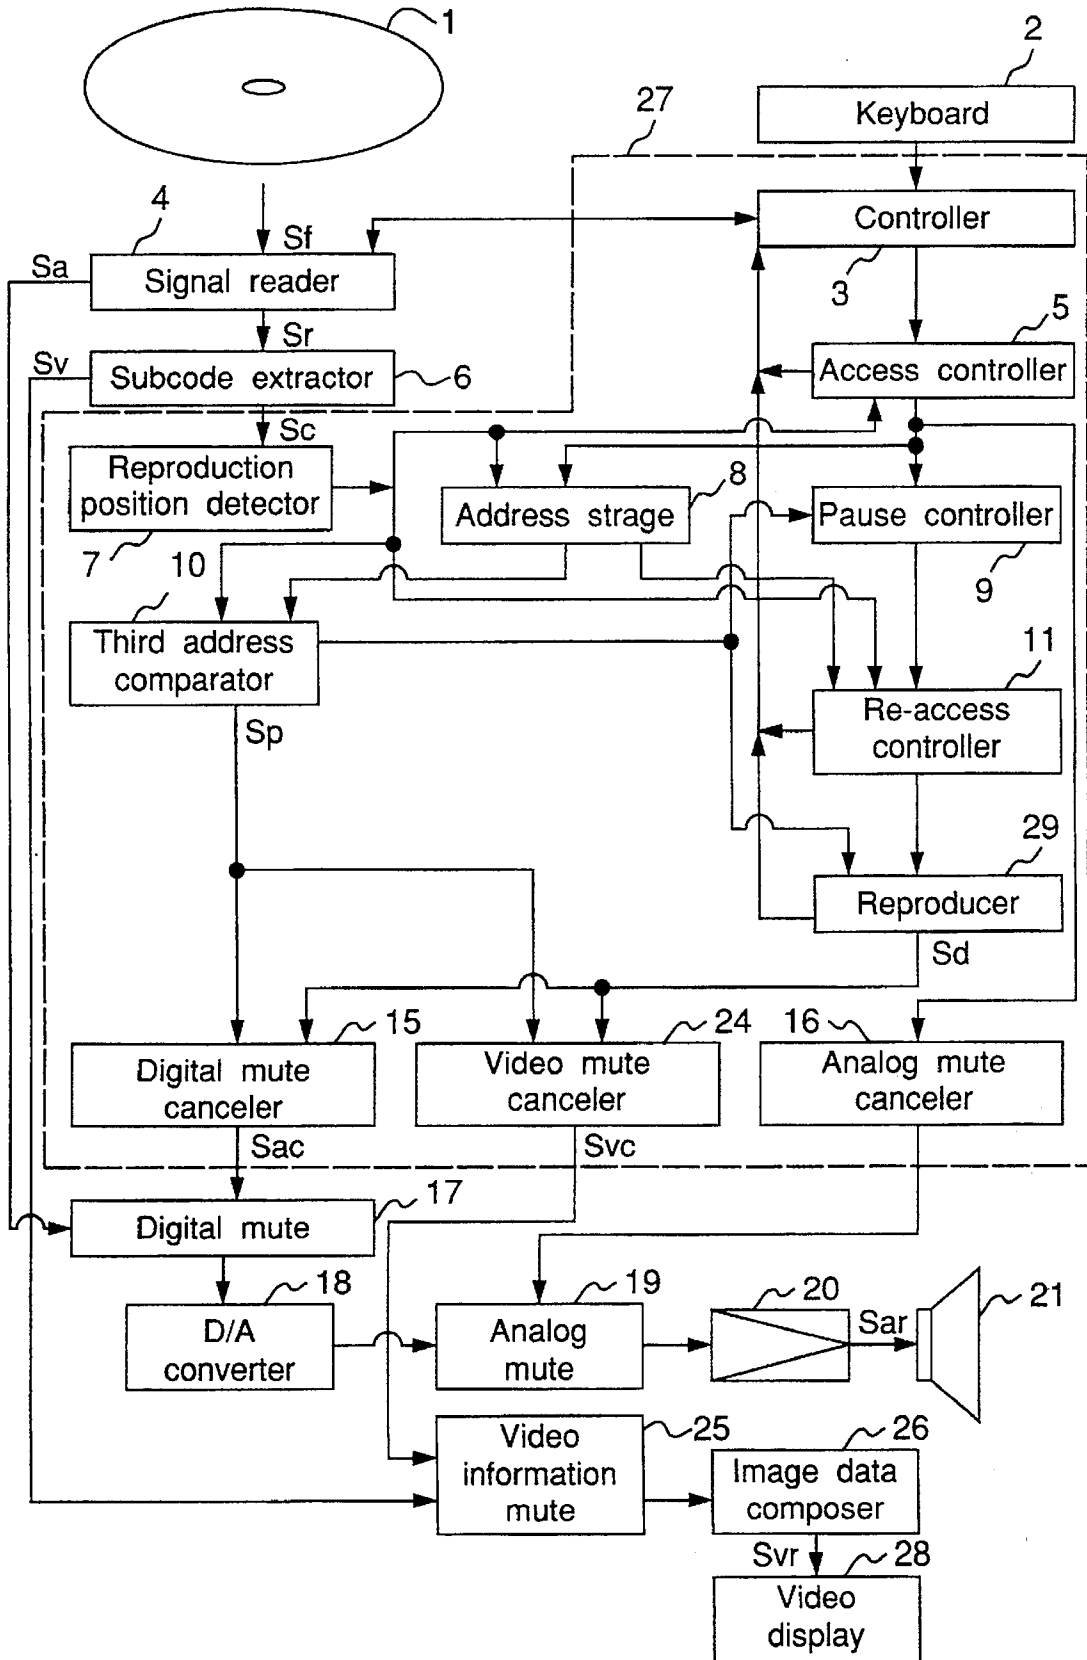 1
2
Keyboard
27
4
Sf
Controller
3
Sa
Signal reader
Sr
5
Sv
Subcode extractor
6
Access controller
Sc
Reproduction
position detector
7
8
Address strage
Pause controller
9
10
Third address
comparator
Sp
11
Re-access
controller
29
Reproducer
Sd
15
Digital mute
canceler
Sac
24
Video mute
canceler
Svc
16
Analog mute
canceler
17
Digital mute
18
D/A
converter
19
Analog
mute
20
Sar
21
25
Video
information
mute
26
Image data
composer
Svr
28
Video
display